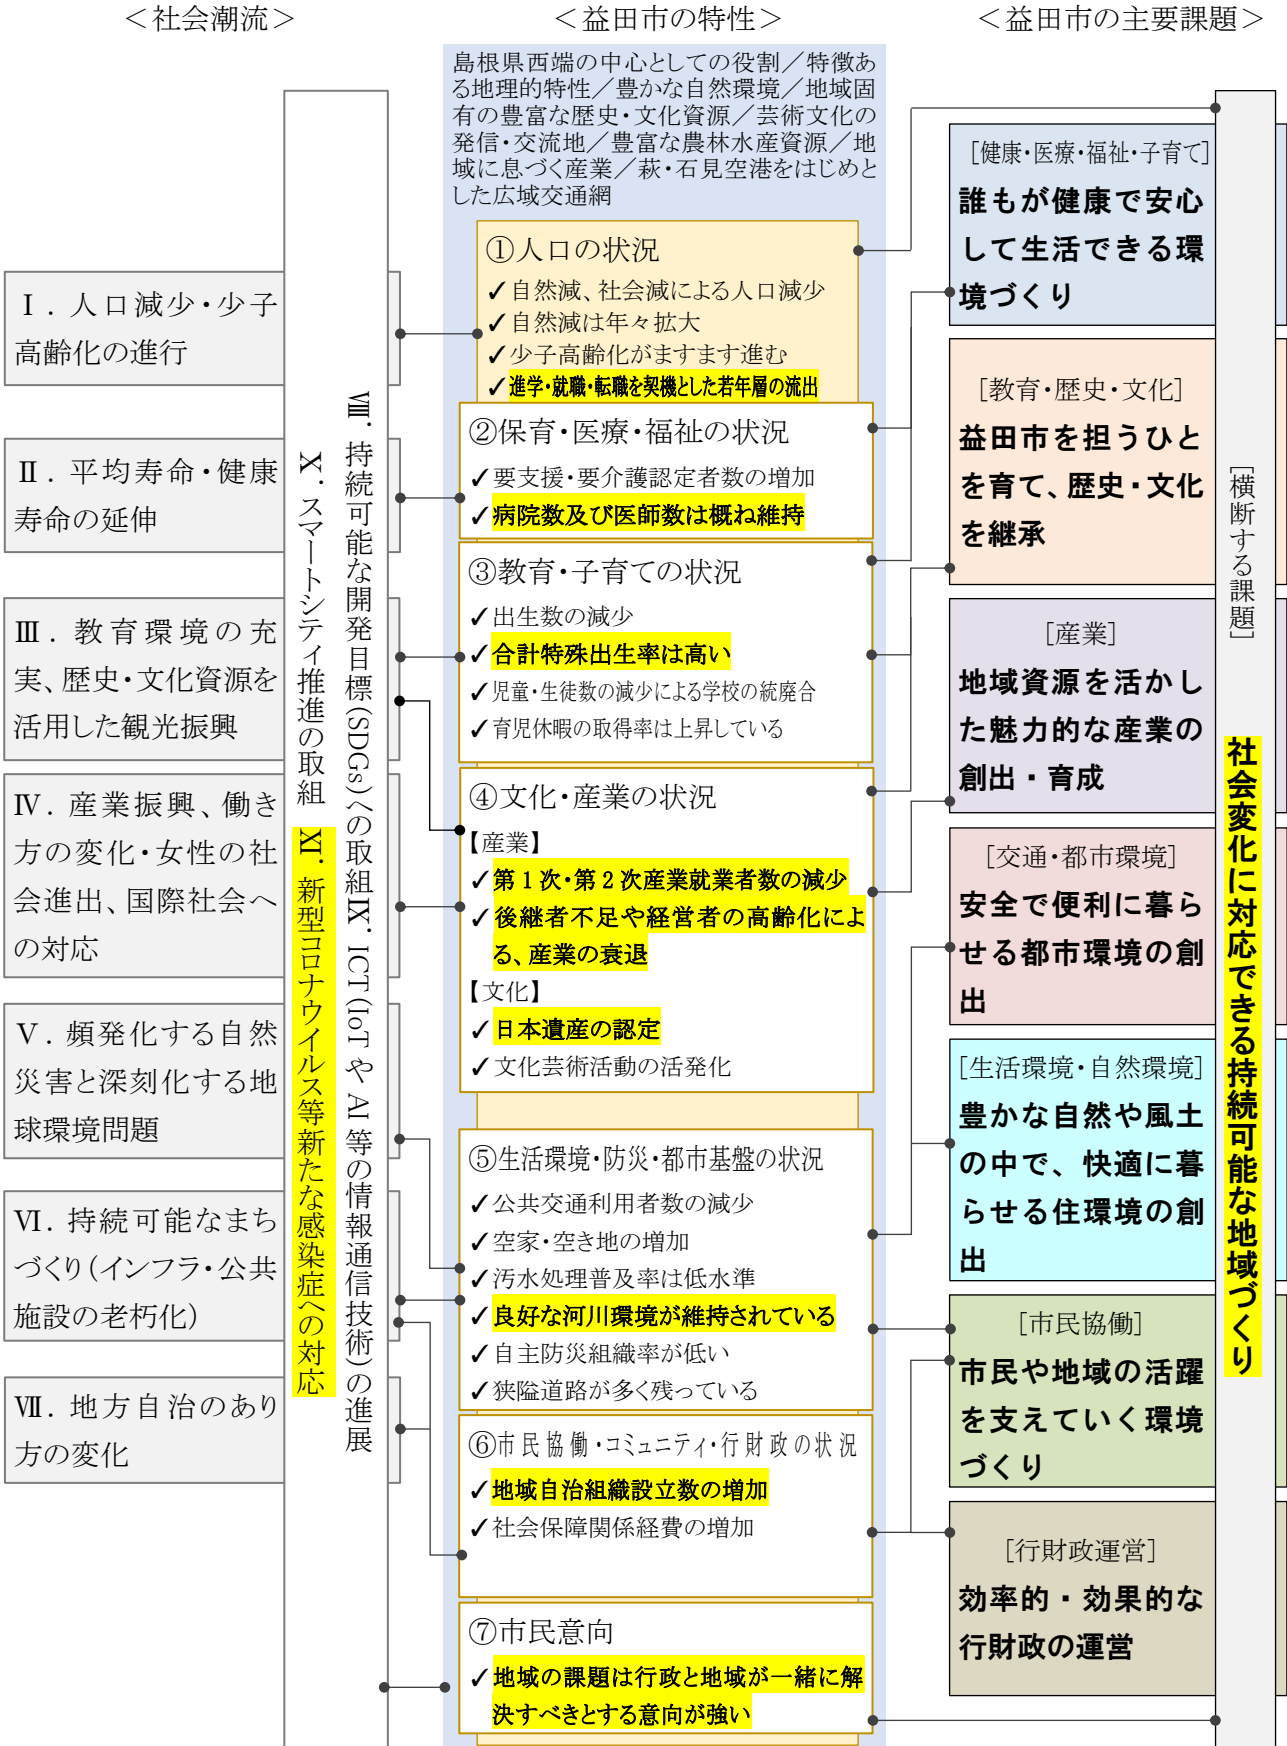 ＜社会潮流＞
Ⅰ．人口減少・少子
高齢化の進行
Ⅱ．平均寿命・健康
寿命の延伸
Ⅲ．教育環境の充
実、歴史・文化資源を
活用した観光振興
Ⅳ．産業振興、働き
方の変化・女性の社
会進出、国際社会へ
の対応
Ⅴ．頻発化する自然
災害と深刻化する地
球環境問題
Ⅵ．持続可能なまち
づくり（インフラ・公共
施設の老朽化）
Ⅶ．地方自治のあり
方の変化
Ⅷ．持続可能な開発目標（SDGs）への取組Ⅸ．ICT（IoT や AI 等の情報通信技術）の進展
Ⅹ．スマートシティ推進の取組　Ⅺ．新型コロナウイルス等新たな感染症への対応
＜益田市の特性＞
島根県西端の中心としての役割／特徴あ
る地理的特性／豊かな自然環境／地域固
有の豊富な歴史・文化資源／芸術文化の
発信・交流地／豊富な農林水産資源／地
域に息づく産業／萩・石見空港をはじめと
した広域交通網
①人口の状況
✓自然減、社会減による人口減少
✓自然減は年々拡大
✓少子高齢化がますます進む
✓進学・就職・転職を契機とした若年層の流出
②保育・医療・福祉の状況
✓要支援・要介護認定者数の増加
✓病院数及び医師数は概ね維持
③教育・子育ての状況
✓出生数の減少
✓合計特殊出生率は高い
✓児童・生徒数の減少による学校の統廃合
✓育児休暇の取得率は上昇している
④文化・産業の状況
【産業】
✓第１次・第２次産業就業者数の減少
✓後継者不足や経営者の高齢化によ
る、産業の衰退
【文化】
✓日本遺産の認定
✓文化芸術活動の活発化
⑤生活環境・防災・都市基盤の状況
✓公共交通利用者数の減少
✓空家・空き地の増加
✓汚水処理普及率は低水準
✓良好な河川環境が維持されている
✓自主防災組織率が低い
✓狭隘道路が多く残っている
⑥市民協働・コミュニティ・行財政の状況
✓地域自治組織設立数の増加
✓社会保障関係経費の増加
⑦市民意向
✓地域の課題は行政と地域が一緒に解
決すべきとする意向が強い
＜益田市の主要課題＞
［健康・医療・福祉・子育て］
誰もが健康で安心
して生活できる環
境づくり
［教育・歴史・文化］
益田市を担うひと
を育て、歴史・文化
を継承
［産業］
地域資源を活かし
た魅力的な産業の
創出・育成
［交通・都市環境］
安全で便利に暮ら
せる都市環境の創
出
［生活環境・自然環境］
豊かな自然や風土
の中で、快適に暮
らせる住環境の創
出
［市民協働］
市民や地域の活躍
を支えていく環境
づくり
［行財政運営］
効率的・効果的な
行財政の運営
［横断する課題］　社会変化に対応できる持続可能な地域づくり